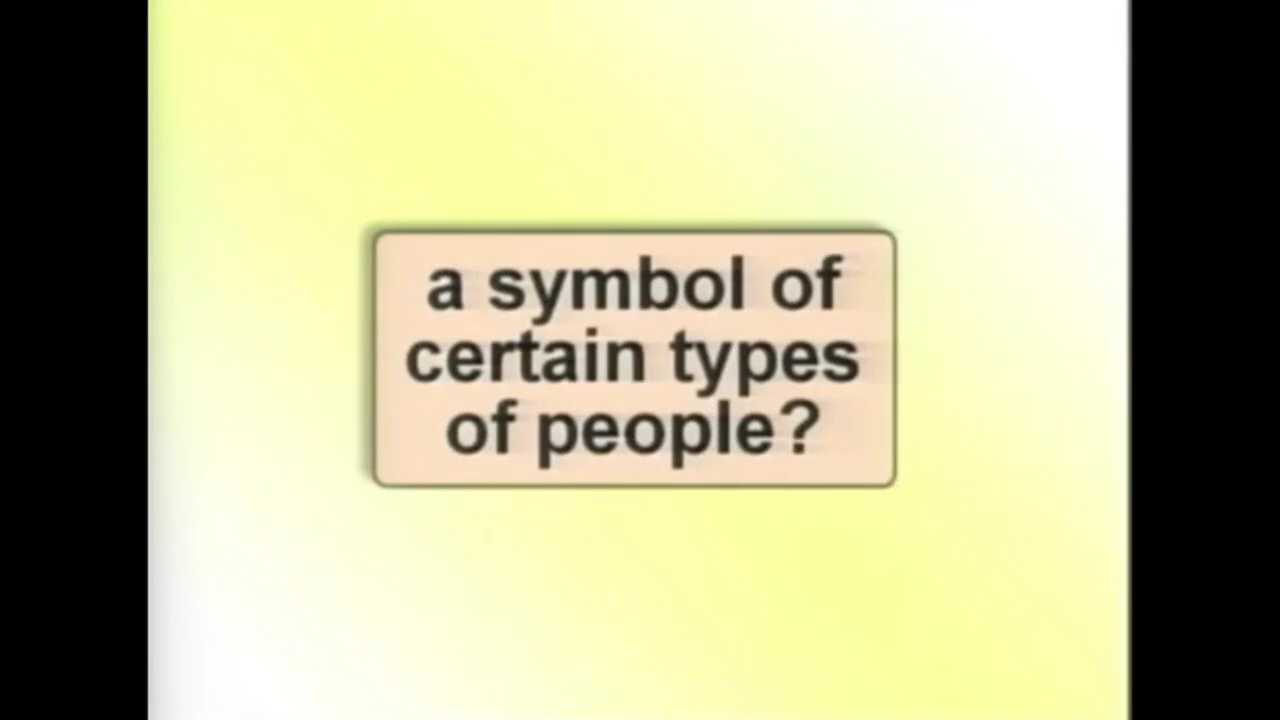 a symbol of
certain types
of people?